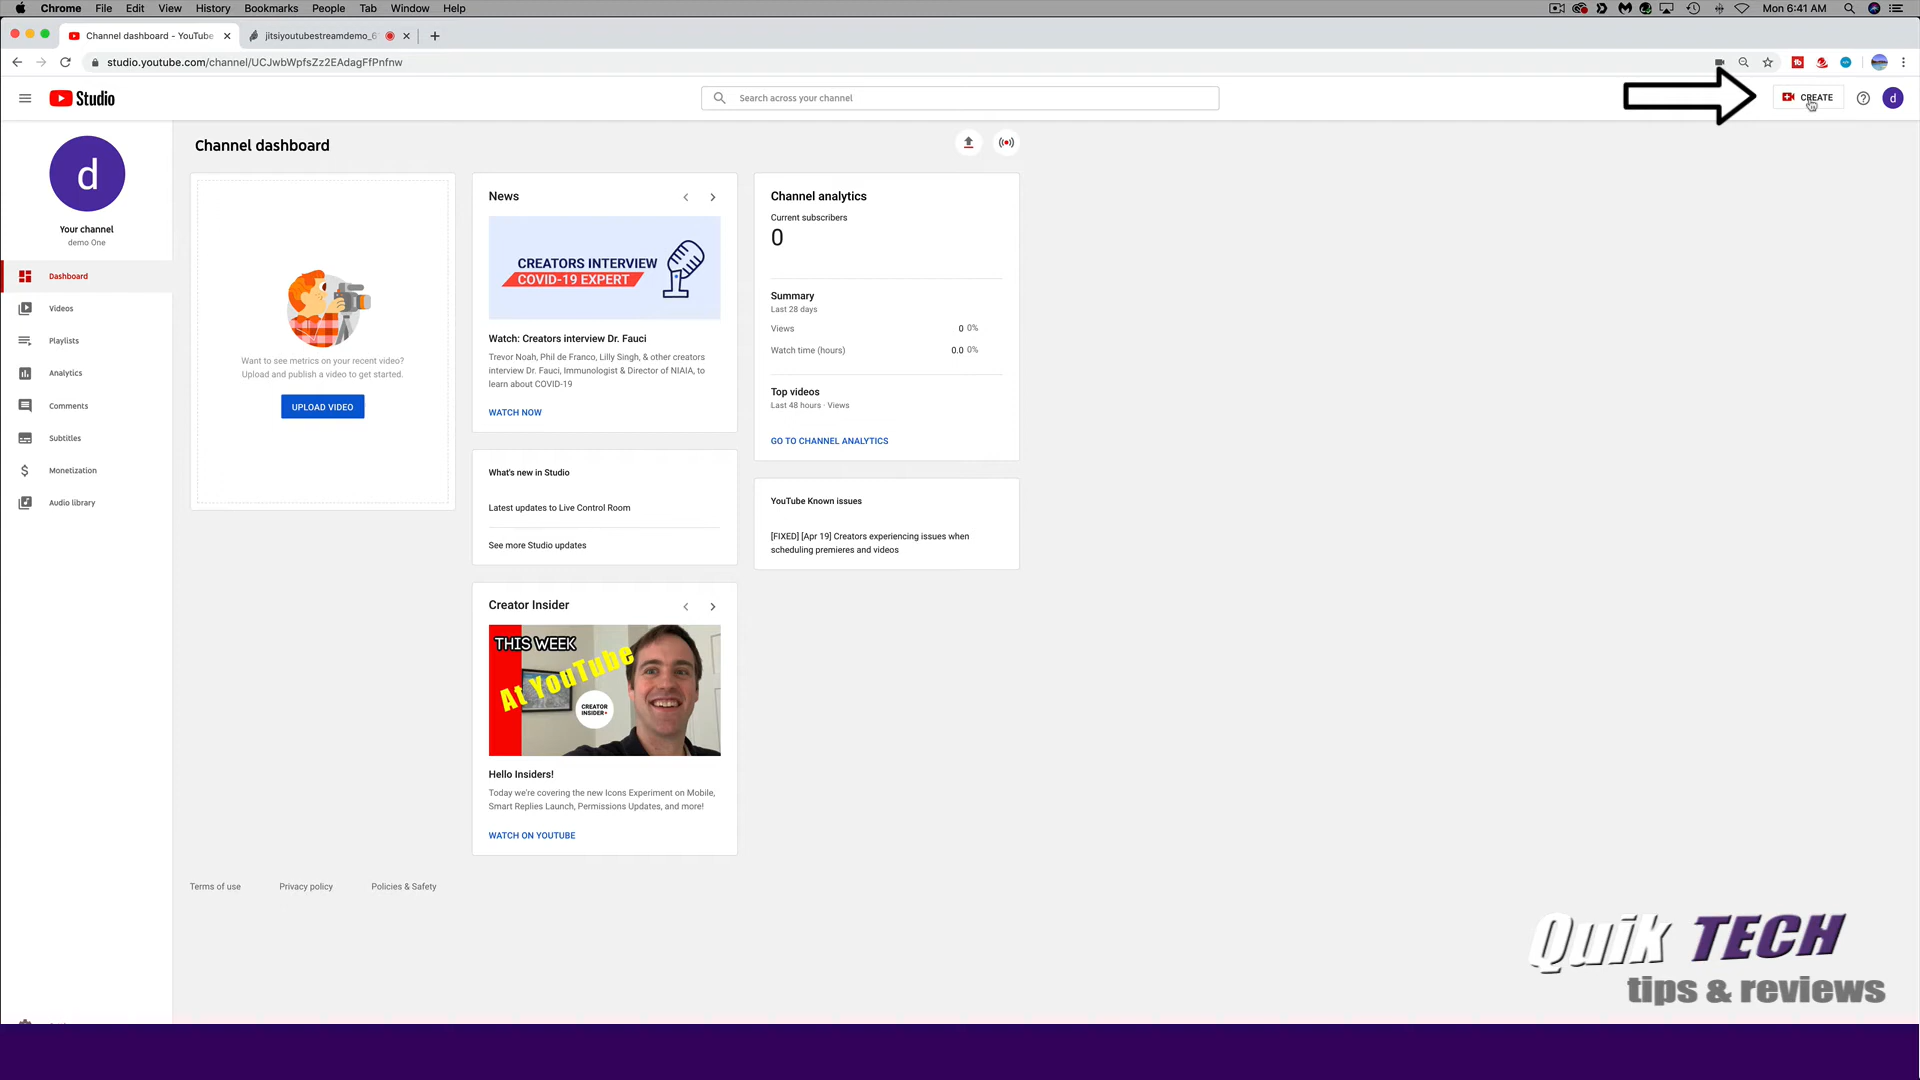 Chrome File Edit View History Bookmarks People Tab Window Help Mon 6:41 AM
Channel dashboard - YouTube jitsiyoutubestreamdemo_6
studio.youtube.com/channel/UCJwbWpfsZz2EAdagFfPnfnw
Studio Search across your channel CREATE d
d
Your channel
demo One
Dashboard
Videos
Playlists
Analytics
Comments
Subtitles
Monetization
Audio library
Channel dashboard
Want to see metrics on your recent video?
Upload and publish a video to get started.
UPLOAD VIDEO
News
CREATORS INTERVIEW
COVID-19 EXPERT
Watch: Creators interview Dr. Fauci
Trevor Noah, Phil de Franco, Lilly Singh, & other creators
interview Dr. Fauci, Immunologist & Director of NIAIA, to
learn about COVID-19
WATCH NOW
What's new in Studio
Latest updates to Live Control Room
See more Studio updates
Creator Insider
THIS WEEK
At YouTube
CREATOR
INSIDER
Hello Insiders!
Today we're covering the new Icons Experiment on Mobile,
Smart Replies Launch, Permissions Updates, and more!
WATCH ON YOUTUBE
Channel analytics
Current subscribers
0
Summary
Last 28 days
Views 0 0%
Watch time (hours) 0.0 0%
Top videos
Last 48 hours · Views
GO TO CHANNEL ANALYTICS
YouTube Known issues
[FIXED] [Apr 19] Creators experiencing issues when
scheduling premieres and videos
Terms of use Privacy policy Policies & Safety
Quik TECH
tips & reviews